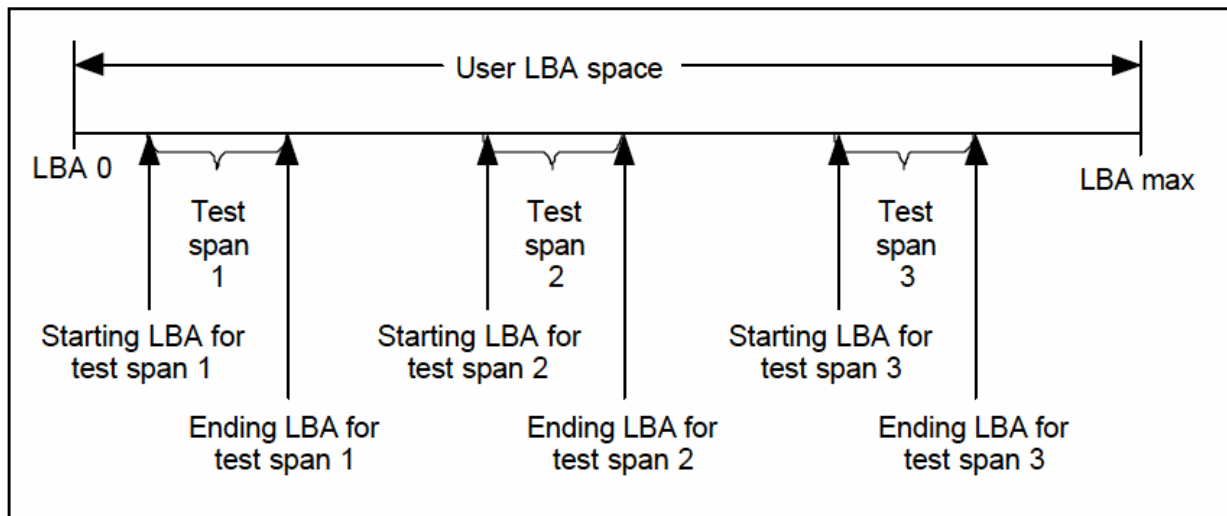 User LBA space
LBA 0
LBA max
Test
span
1
Test
span
2
Test
span
3
Starting LBA for
test span 1
Starting LBA for
test span 2
Starting LBA for
test span 3
Ending LBA for
test span 1
Ending LBA for
test span 2
Ending LBA for
test span 3